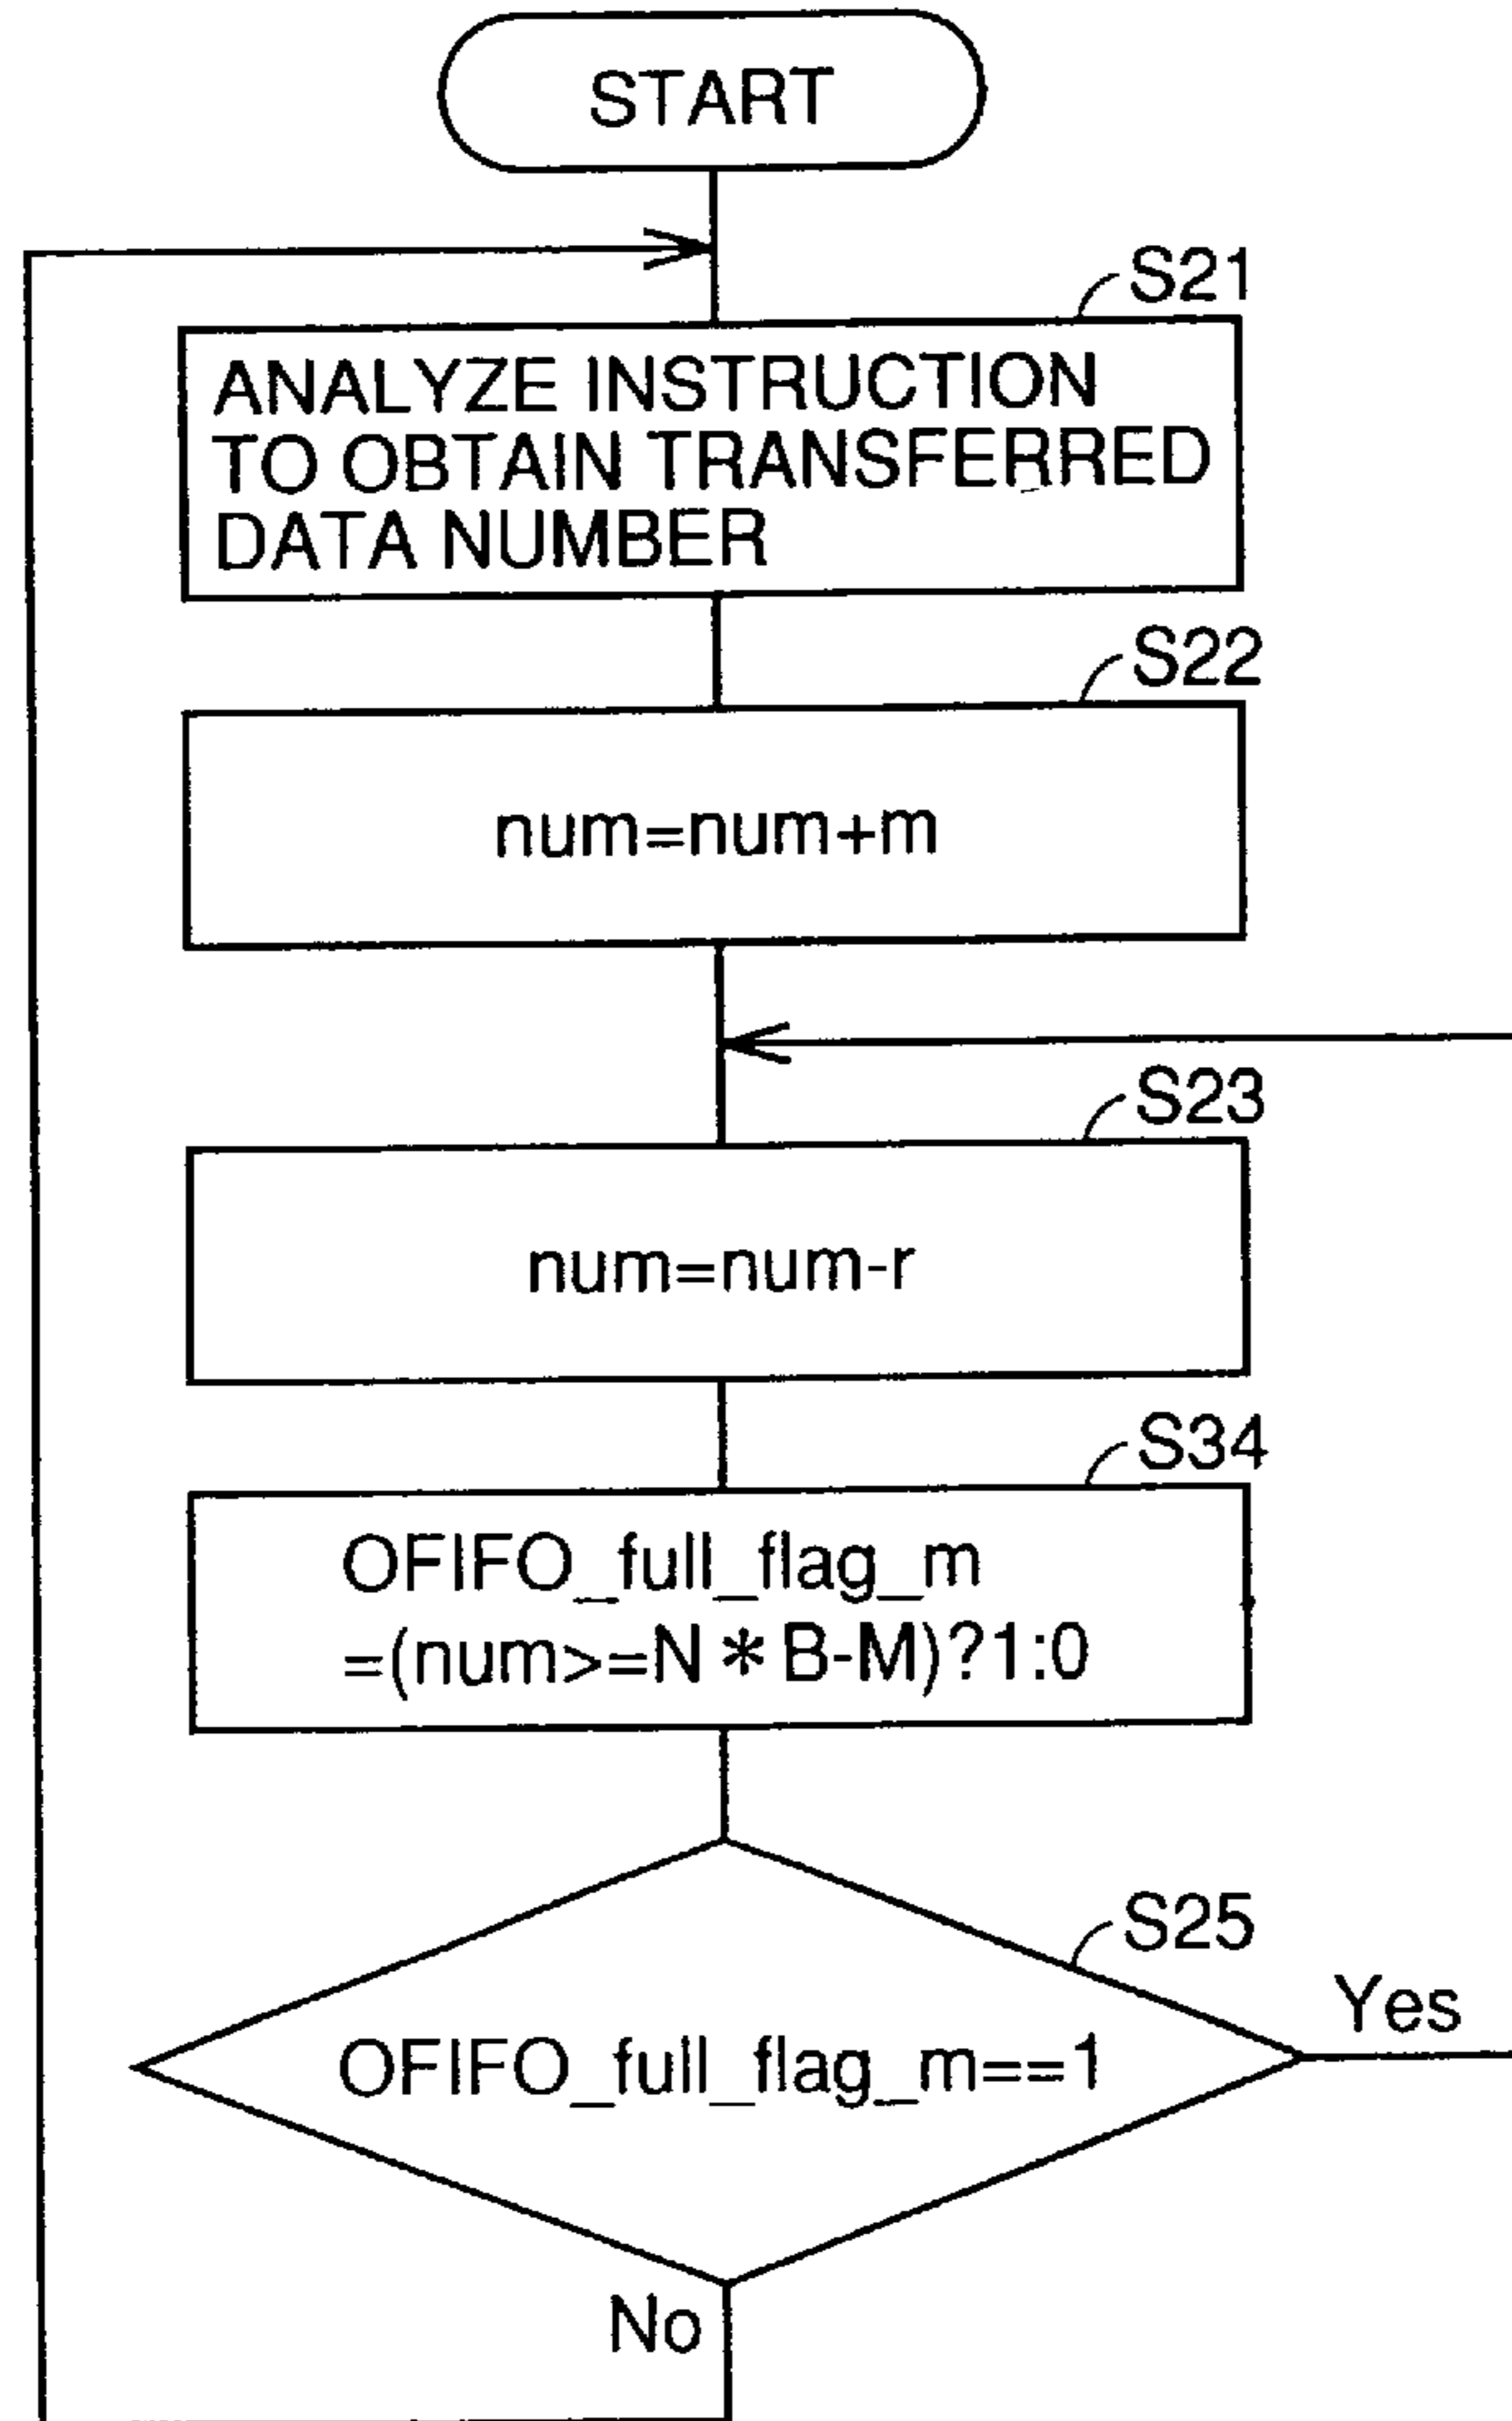 START
S21
ANALYZE INSTRUCTION
TO OBTAIN TRANSFERRED
DATA NUMBER
S22
num=num+m
S23
num=num-r
S34
OFIFO_full_flag_m
=(num>=N*B-M)?1:0
S25
Yes
OFIFO_full_flag_m==1
No